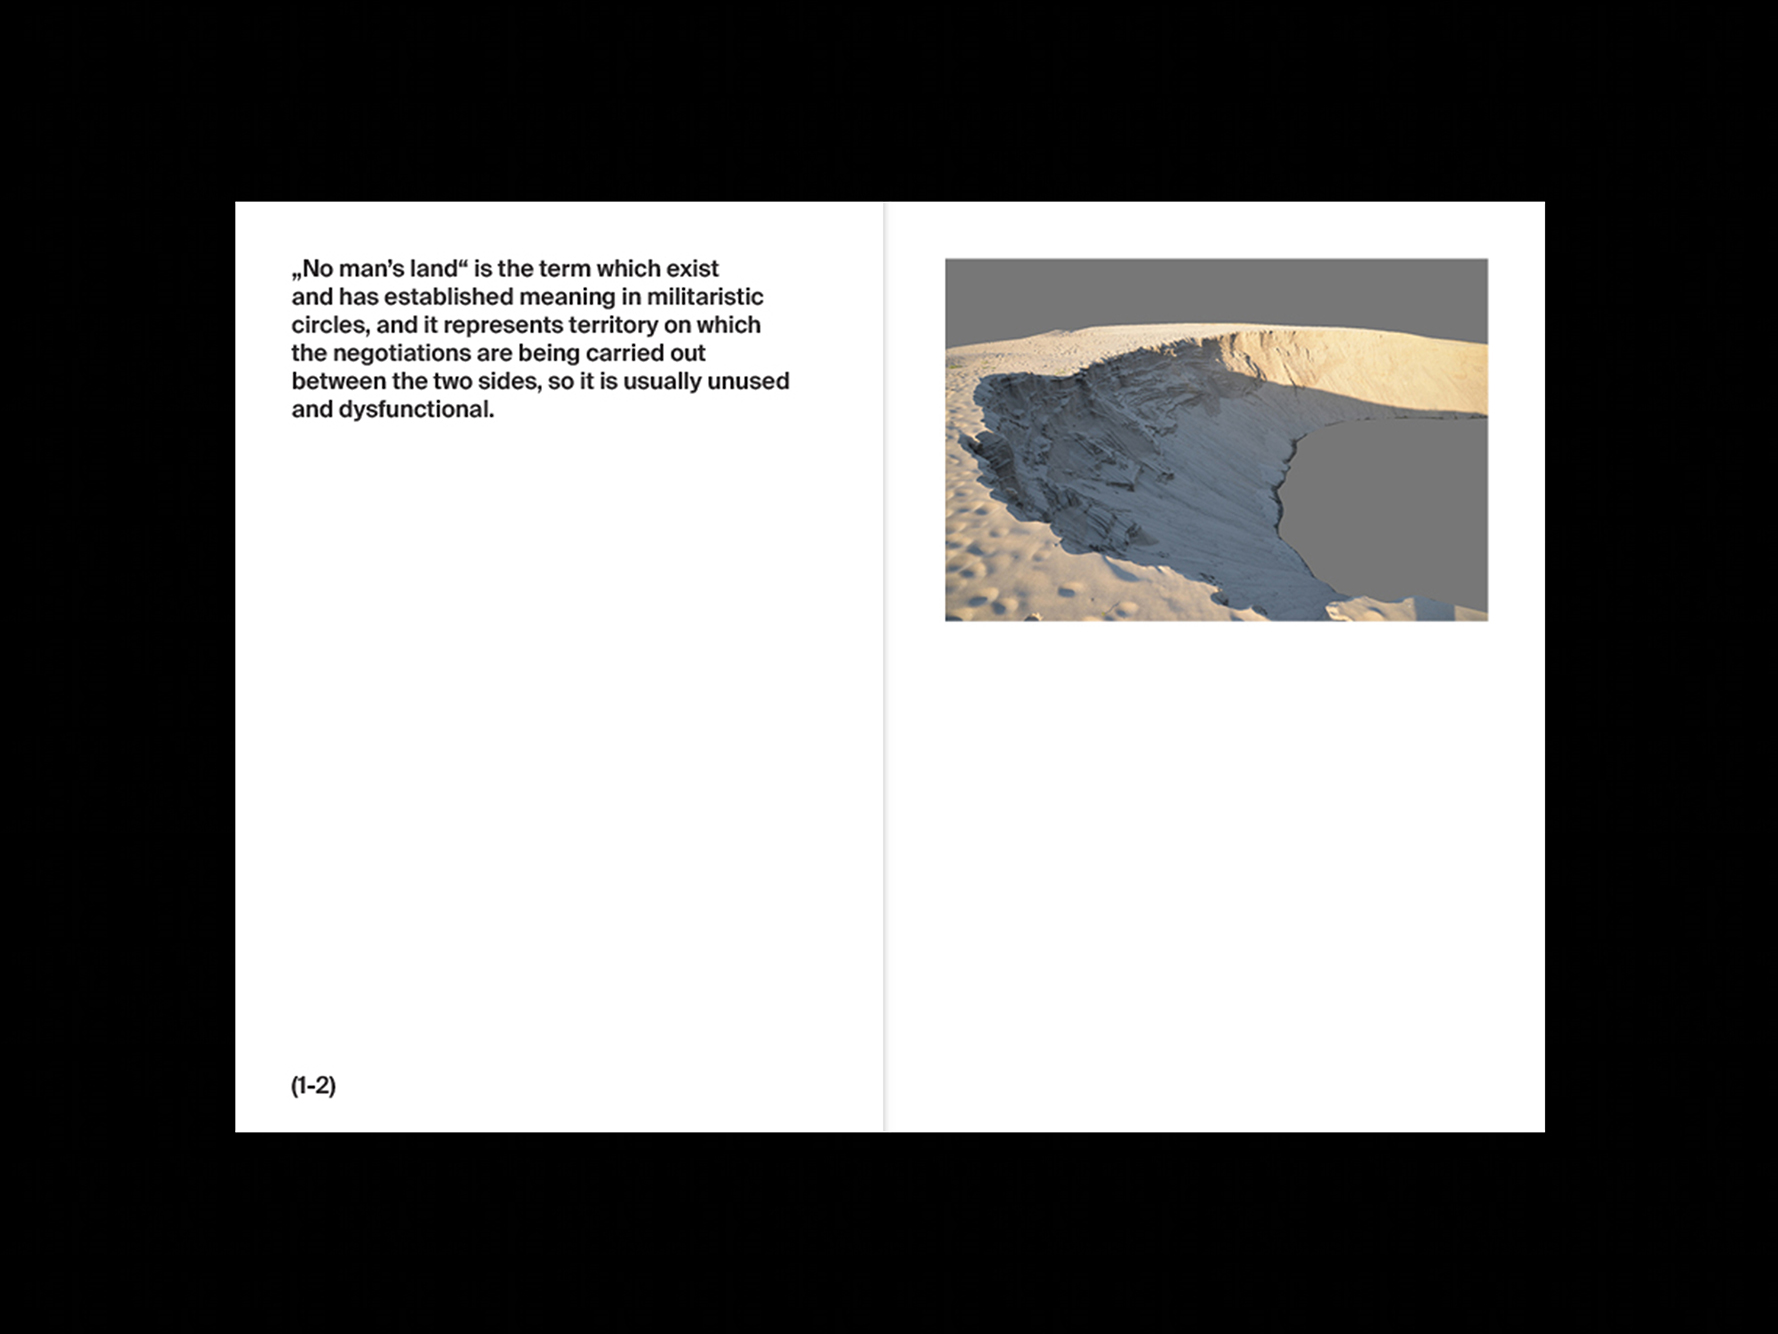 „No man’s land“ is the term which exist
and has established meaning in militaristic
circles, and it represents territory on which
the negotiations are being carried out
between the two sides, so it is usually unused
and dysfunctional.
(1-2)